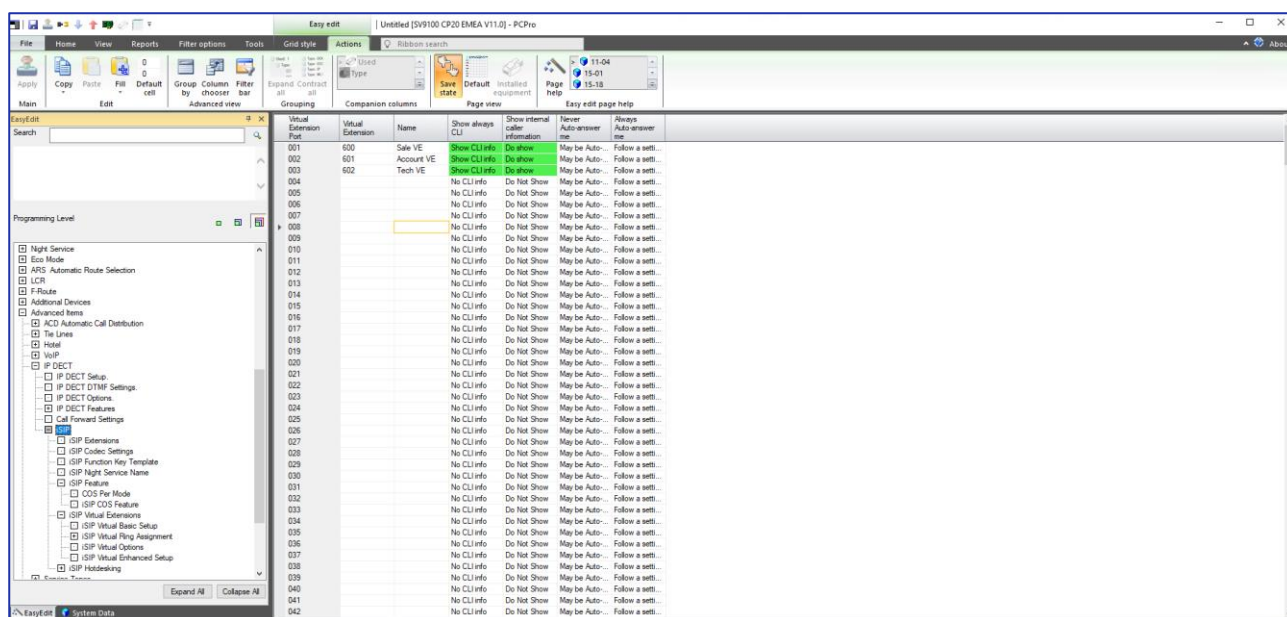 Easy edit
Untitled [SV9100 CP20 EMEA V11.0] - PCPro
File Home View Reports Filter options Tools Grid style Actions Ribbon search Abou
Apply Copy Paste Fill Default cell Group by Column chooser Filter bar Expand all Contract all Used Type Save state Default Installed equipment Page help 11-04 15-01 15-18
0
0
Main Edit Advanced view Grouping Companion columns Page view Easy edit page help
EasyEdit
Search
Programming Level
Night Service
Eco Mode
ARS Automatic Route Selection
LCR
F-Route
Additional Devices
Advanced Items
ACD Automatic Call Distribution
Tie Lines
Hotel
VoIP
IP DECT
IP DECT Setup.
IP DECT DTMF Settings.
IP DECT Options.
IP DECT Features
Call Forward Settings
iSIP
iSIP Extensions
iSIP Codec Settings
iSIP Function Key Template
iSIP Night Service Name
iSIP Feature
COS Per Mode
iSIP COS Feature
iSIP Virtual Extensions
iSIP Virtual Basic Setup
iSIP Virtual Ring Assignment
iSIP Virtual Options
iSIP Virtual Enhanced Setup
iSIP Hotdesking
Expand All Collapse All
EasyEdit System Data
Virtual Extension Port Virtual Extension Name Show always CLI Show internal caller information Never Auto-answer me Always Auto-answer me
001 600 Sale VE Show CLI info Do show May be Auto-... Follow a setti...
002 601 Account VE Show CLI info Do show May be Auto-... Follow a setti...
003 602 Tech VE Show CLI info Do show May be Auto-... Follow a setti...
004 No CLI info Do Not Show May be Auto-... Follow a setti...
005 No CLI info Do Not Show May be Auto-... Follow a setti...
006 No CLI info Do Not Show May be Auto-... Follow a setti...
007 No CLI info Do Not Show May be Auto-... Follow a setti...
008 No CLI info Do Not Show May be Auto-... Follow a setti...
009 No CLI info Do Not Show May be Auto-... Follow a setti...
010 No CLI info Do Not Show May be Auto-... Follow a setti...
011 No CLI info Do Not Show May be Auto-... Follow a setti...
012 No CLI info Do Not Show May be Auto-... Follow a setti...
013 No CLI info Do Not Show May be Auto-... Follow a setti...
014 No CLI info Do Not Show May be Auto-... Follow a setti...
015 No CLI info Do Not Show May be Auto-... Follow a setti...
016 No CLI info Do Not Show May be Auto-... Follow a setti...
017 No CLI info Do Not Show May be Auto-... Follow a setti...
018 No CLI info Do Not Show May be Auto-... Follow a setti...
019 No CLI info Do Not Show May be Auto-... Follow a setti...
020 No CLI info Do Not Show May be Auto-... Follow a setti...
021 No CLI info Do Not Show May be Auto-... Follow a setti...
022 No CLI info Do Not Show May be Auto-... Follow a setti...
023 No CLI info Do Not Show May be Auto-... Follow a setti...
024 No CLI info Do Not Show May be Auto-... Follow a setti...
025 No CLI info Do Not Show May be Auto-... Follow a setti...
026 No CLI info Do Not Show May be Auto-... Follow a setti...
027 No CLI info Do Not Show May be Auto-... Follow a setti...
028 No CLI info Do Not Show May be Auto-... Follow a setti...
029 No CLI info Do Not Show May be Auto-... Follow a setti...
030 No CLI info Do Not Show May be Auto-... Follow a setti...
031 No CLI info Do Not Show May be Auto-... Follow a setti...
032 No CLI info Do Not Show May be Auto-... Follow a setti...
033 No CLI info Do Not Show May be Auto-... Follow a setti...
034 No CLI info Do Not Show May be Auto-... Follow a setti...
035 No CLI info Do Not Show May be Auto-... Follow a setti...
036 No CLI info Do Not Show May be Auto-... Follow a setti...
037 No CLI info Do Not Show May be Auto-... Follow a setti...
038 No CLI info Do Not Show May be Auto-... Follow a setti...
039 No CLI info Do Not Show May be Auto-... Follow a setti...
040 No CLI info Do Not Show May be Auto-... Follow a setti...
041 No CLI info Do Not Show May be Auto-... Follow a setti...
042 No CLI info Do Not Show May be Auto-... Follow a setti...